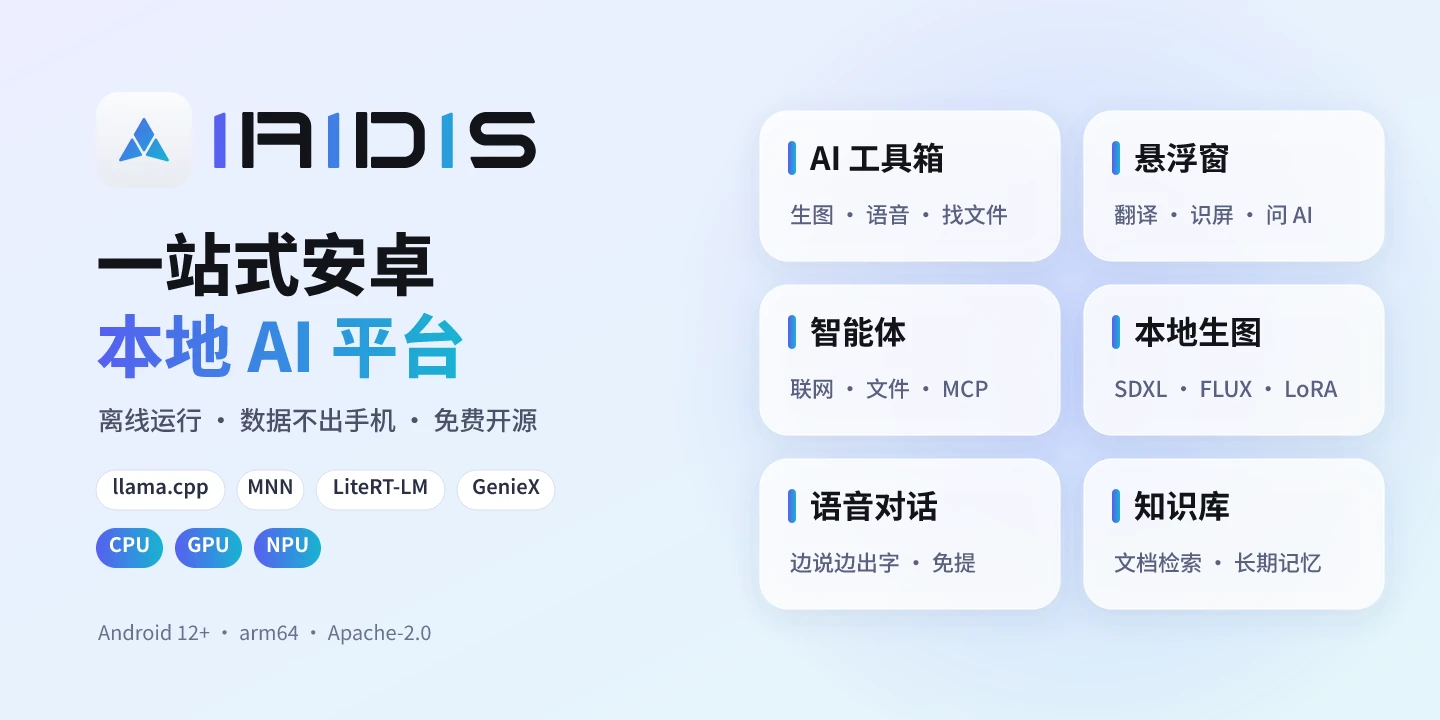 IRIDIS
一站式安卓
本地 AI 平台
离线运行 · 数据不出手机 · 免费开源
llama.cpp MNN LiteRT-LM GenieX
CPU GPU NPU
Android 12+ · arm64 · Apache-2.0
AI 工具箱
生图 · 语音 · 找文件
悬浮窗
翻译 · 识屏 · 问 AI
智能体
联网 · 文件 · MCP
本地生图
SDXL · FLUX · LoRA
语音对话
边说边出字 · 免提
知识库
文档检索 · 长期记忆